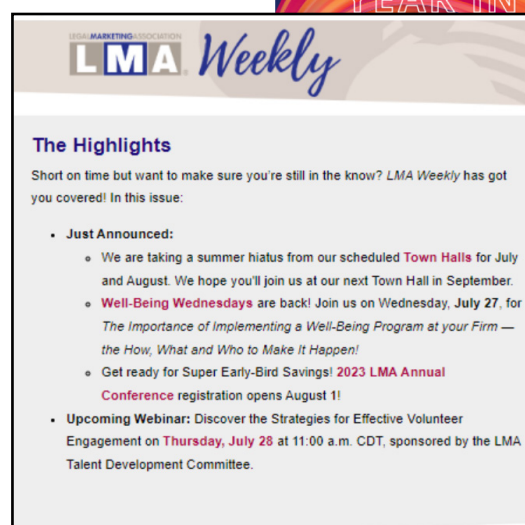 YEAR IN
LEGAL MARKETING ASSOCIATION
LMA® Weekly
The Highlights
Short on time but want to make sure you're still in the know? LMA Weekly has got
you covered! In this issue:
• Just Announced:
◦ We are taking a summer hiatus from our scheduled Town Halls for July
and August. We hope you'll join us at our next Town Hall in September.
◦ Well-Being Wednesdays are back! Join us on Wednesday, July 27, for
The Importance of Implementing a Well-Being Program at your Firm —
the How, What and Who to Make It Happen!
◦ Get ready for Super Early-Bird Savings! 2023 LMA Annual
Conference registration opens August 1!
• Upcoming Webinar: Discover the Strategies for Effective Volunteer
Engagement on Thursday, July 28 at 11:00 a.m. CDT, sponsored by the LMA
Talent Development Committee.